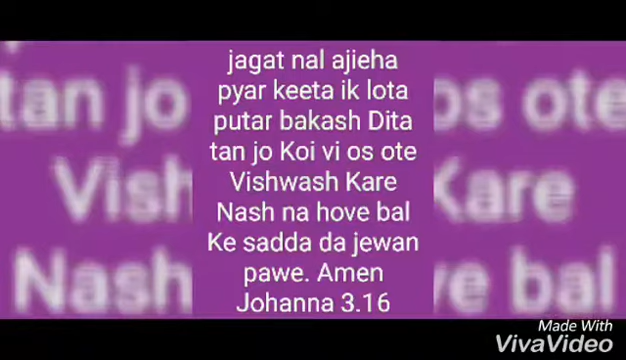 jagat nal ajieha
pyar keeta ik lota
putar bakash Dita
tan jo Koi vi os ote
Vishwash Kare
Nash na hove bal
Ke sadda da jewan
pawe. Amen
Johanna 3.16
Made With
VivaVideo